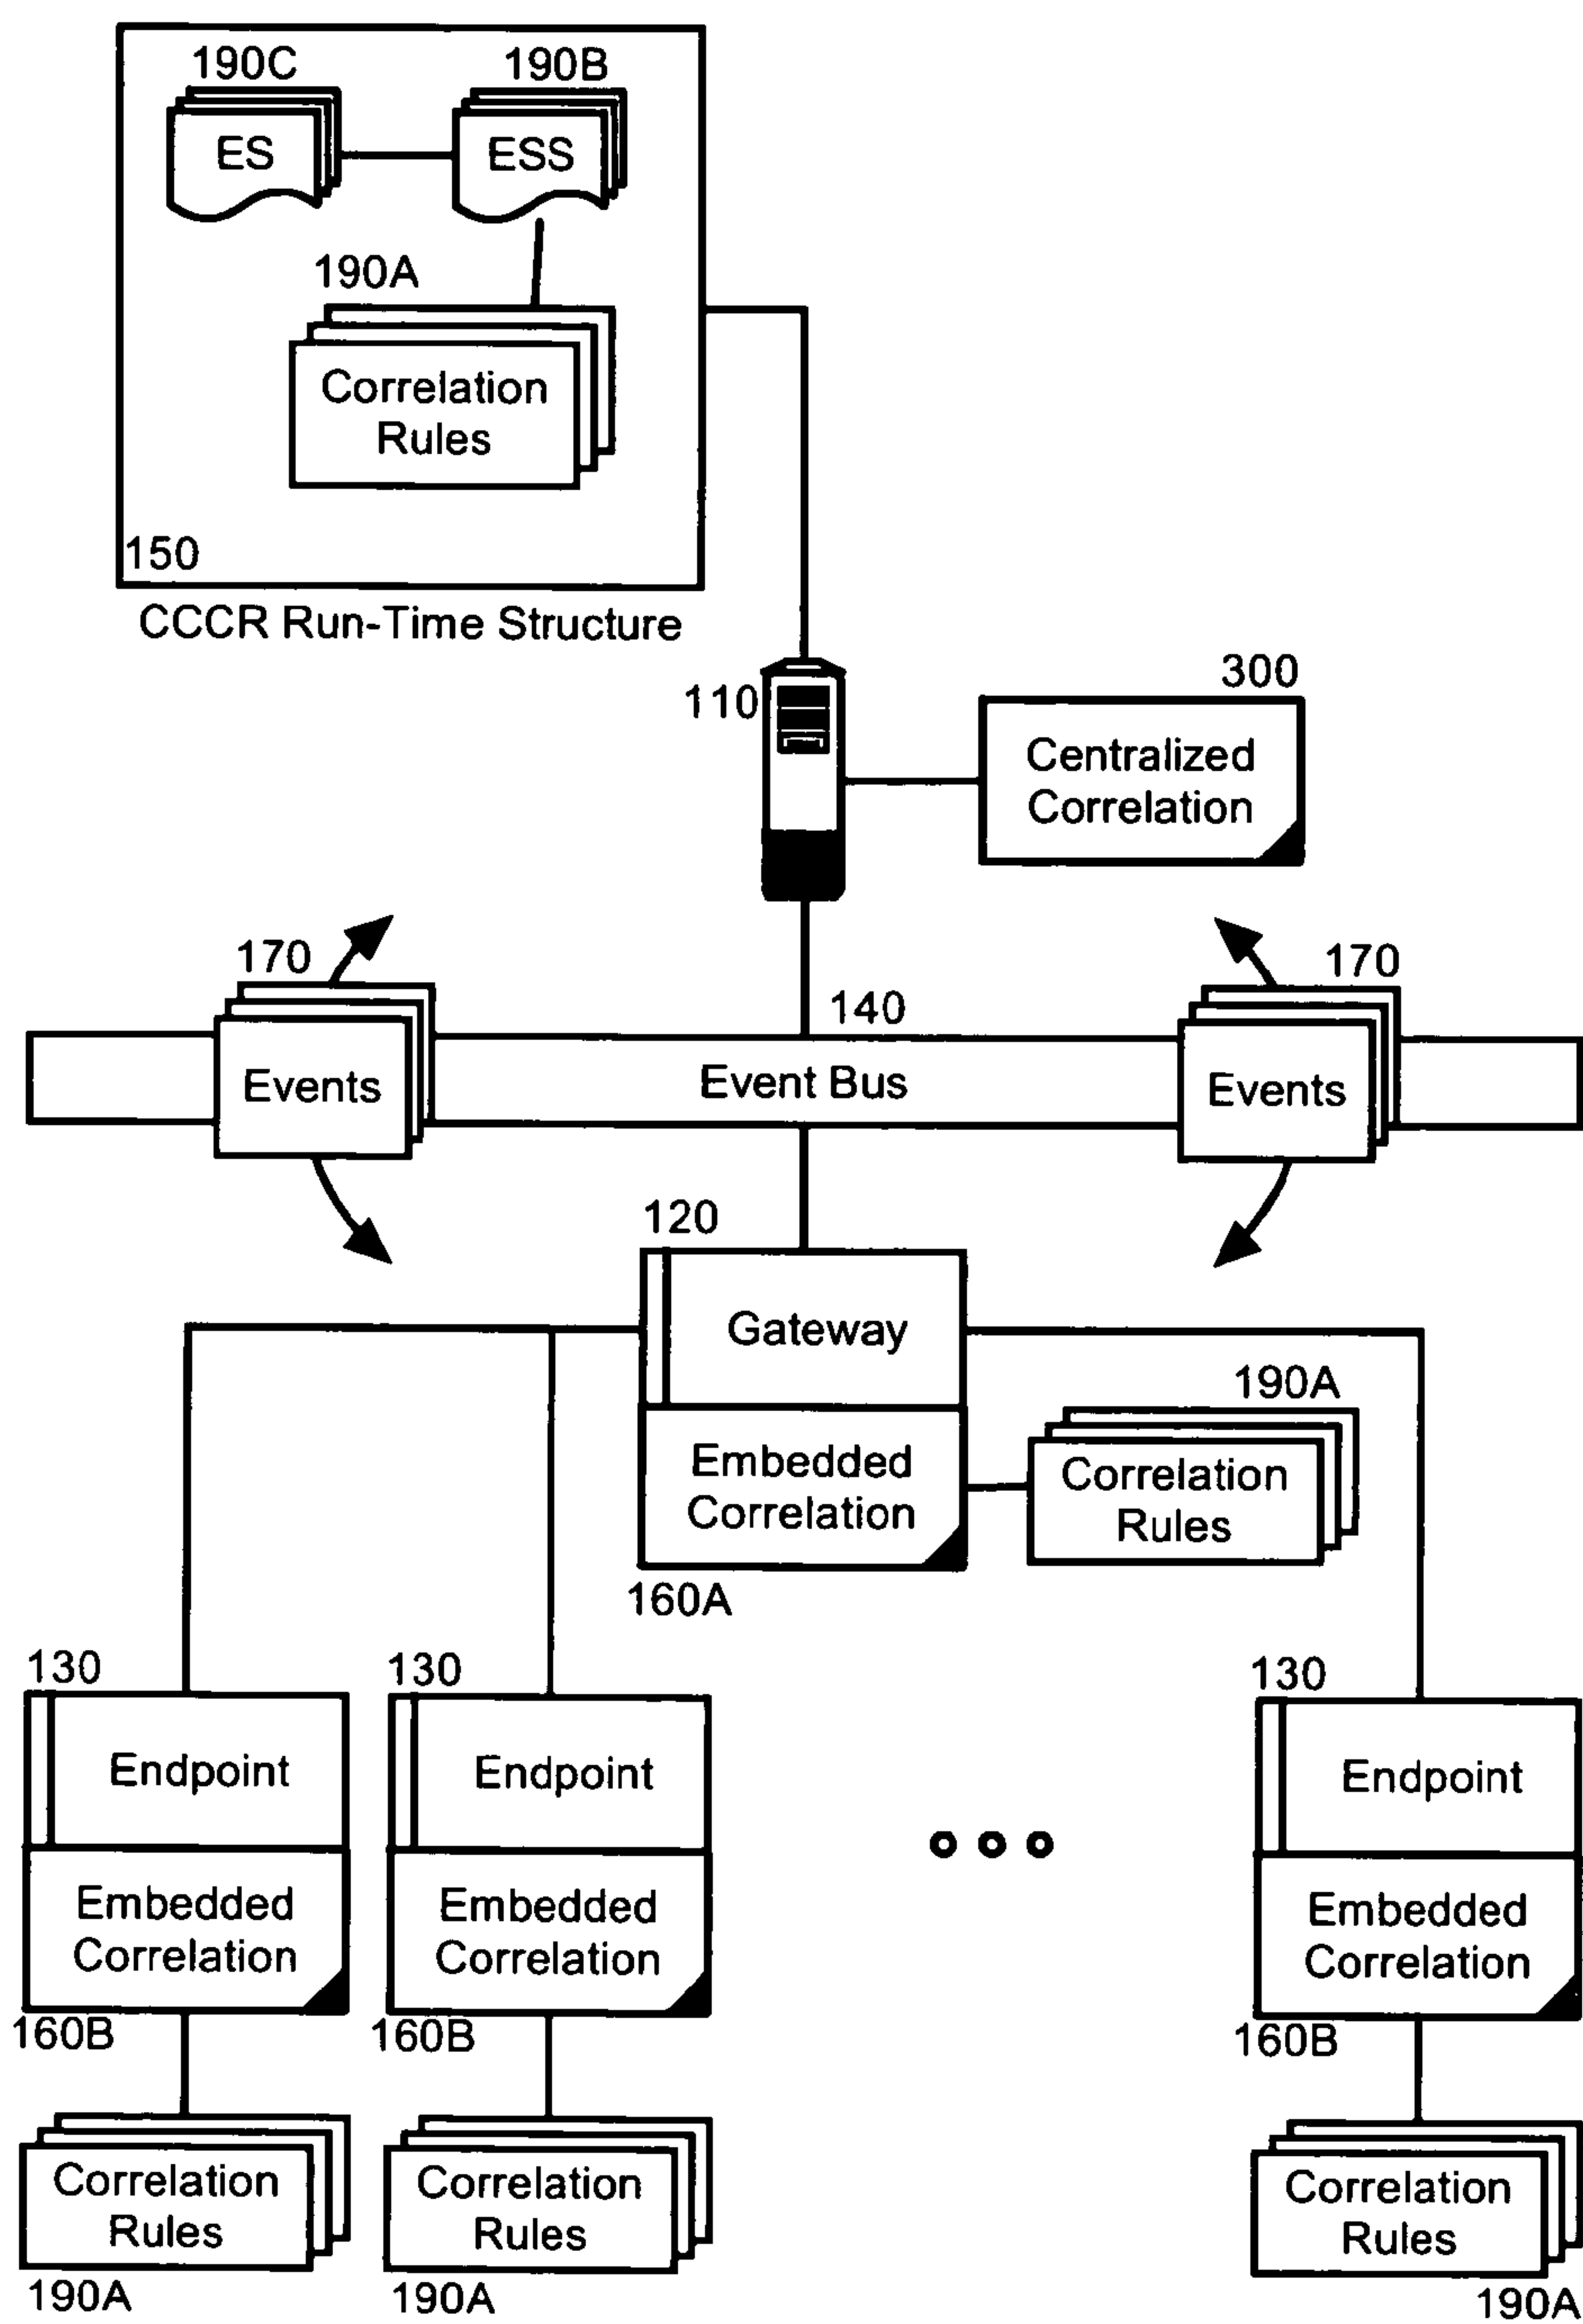 190C
190B
ES
ESS
190A
Correlation
Rules
150
CCCR Run-Time Structure
110
300
Centralized
Correlation
170
170
140
Events
Event Bus
Events
120
Gateway
190A
Embedded
Correlation
Correlation
Rules
160A
130
130
130
Endpoint
Endpoint
Endpoint
Embedded
Correlation
Embedded
Correlation
Embedded
Correlation
160B
160B
160B
Correlation
Rules
Correlation
Rules
Correlation
Rules
190A
190A
190A